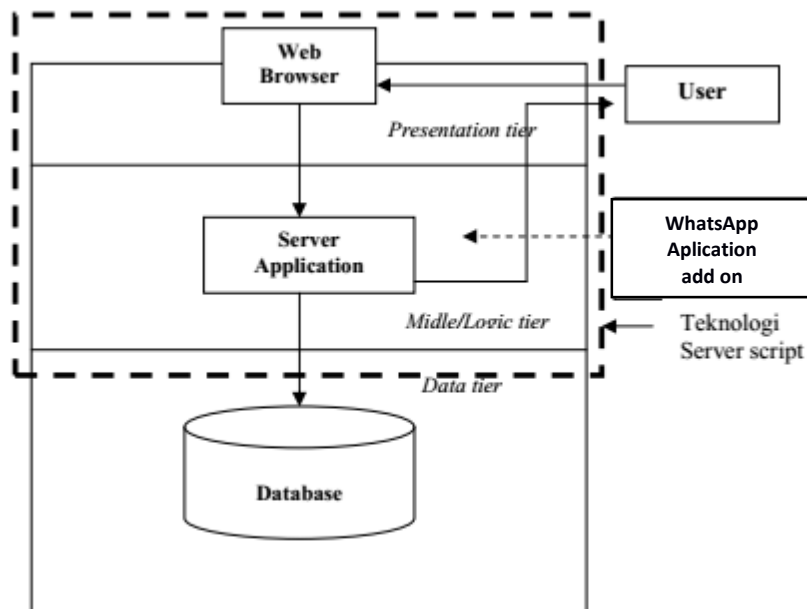 Web
Browser
User
Presentation tier
WhatsApp
Aplication
add on
Server
Application
Midle/Logic tier
Teknologi
Server script
Data tier
Database